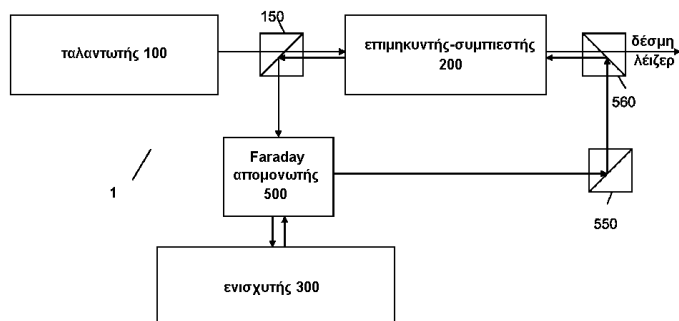 150
ταλαντωτής 100
επιμηκυντής-συμπιεστής
200
δέσμη
λέιζερ
560
Faraday
απομονωτής
500
1
550
ενισχυτής 300